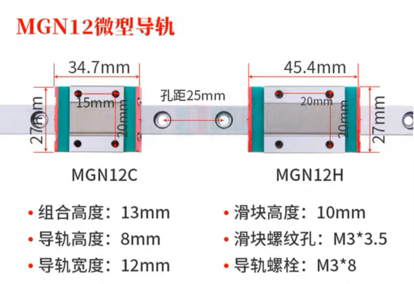 MGN12微型导轨
34.7mm
45.4mm
27mm
15mm
20mm
孔距25mm
20mm
20mm
27mm
MGN12C
MGN12H
• 组合高度：13mm
• 滑块高度：10mm
• 导轨高度：8mm
• 滑块螺纹孔：M3*3.5
• 导轨宽度：12mm
• 导轨螺栓：M3*8